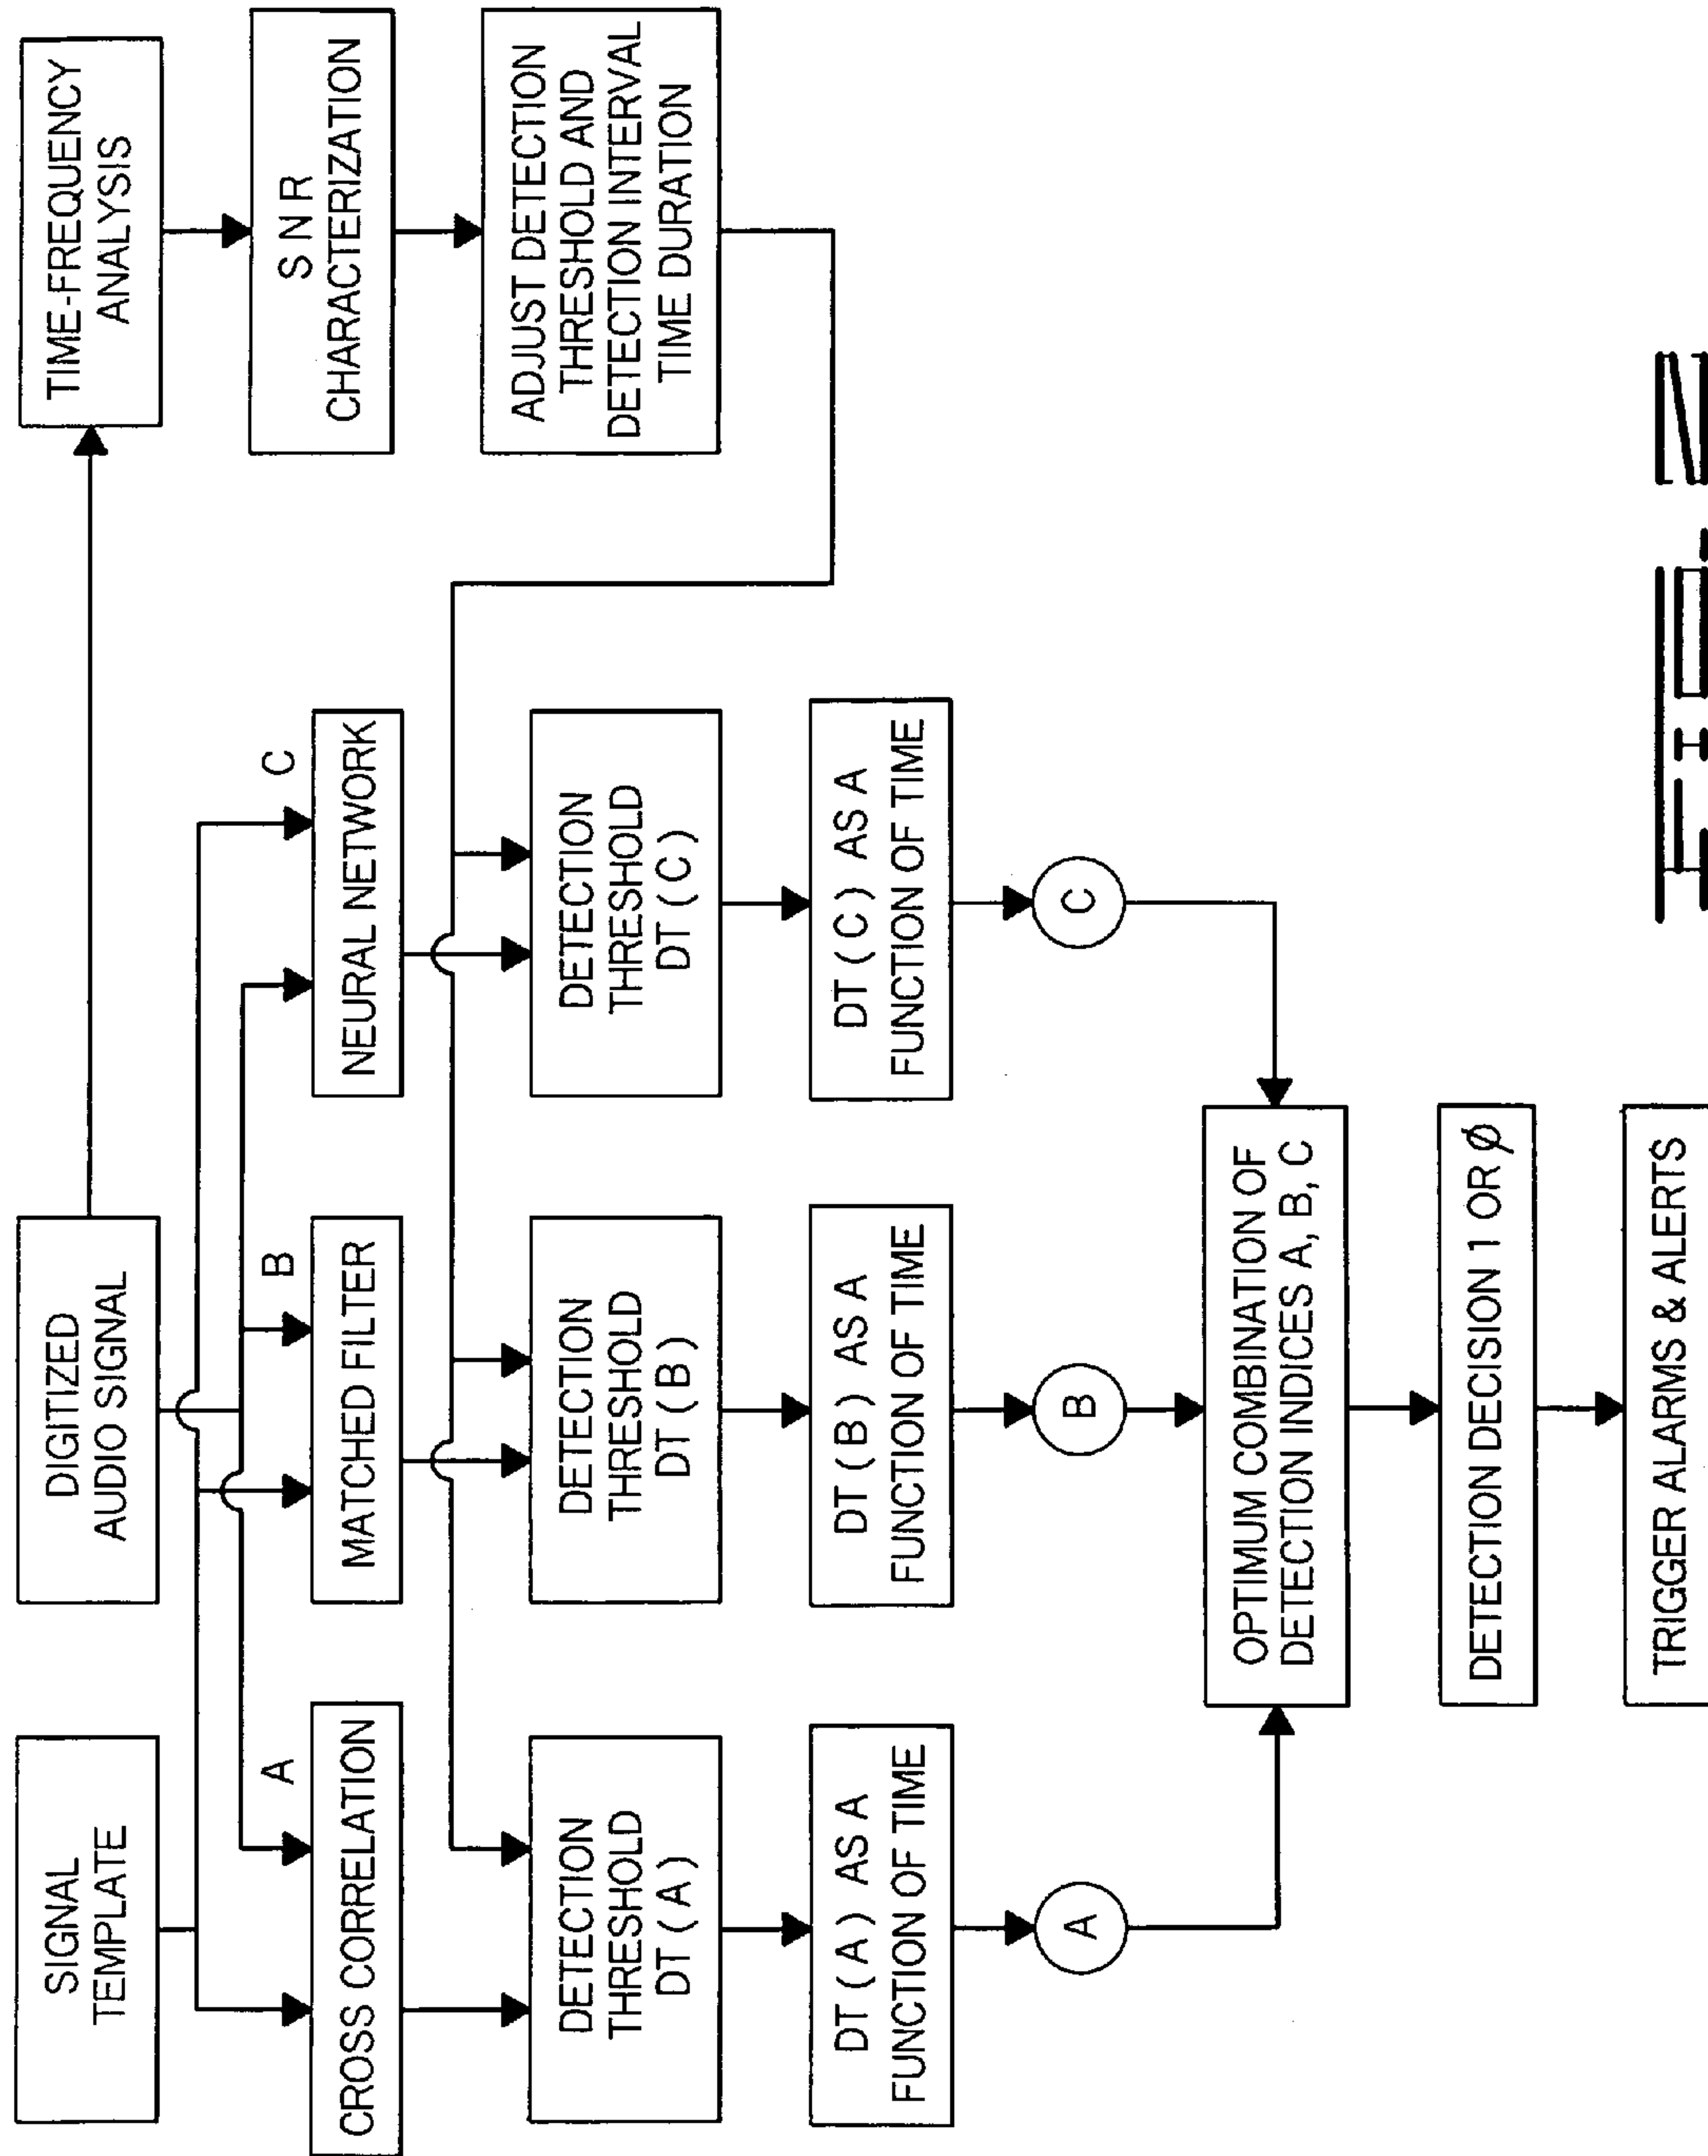 SIGNAL
TEMPLATE
DIGITIZED
AUDIO SIGNAL
TIME-FREQUENCY
ANALYSIS
A
B
C
CROSS CORRELATION
MATCHED FILTER
NEURAL NETWORK
S N R
CHARACTERIZATION
DETECTION
THRESHOLD
DT (A)
DETECTION
THRESHOLD
DT (B)
DETECTION
THRESHOLD
DT (C)
ADJUST DETECTION
THRESHOLD AND
DETECTION INTERVAL
TIME DURATION
DT (A) AS A
FUNCTION OF TIME
DT (B) AS A
FUNCTION OF TIME
DT (C) AS A
FUNCTION OF TIME
A
B
C
OPTIMUM COMBINATION OF
DETECTION INDICES A, B, C
DETECTION DECISION 1 OR Ø
TRIGGER ALARMS & ALERTS